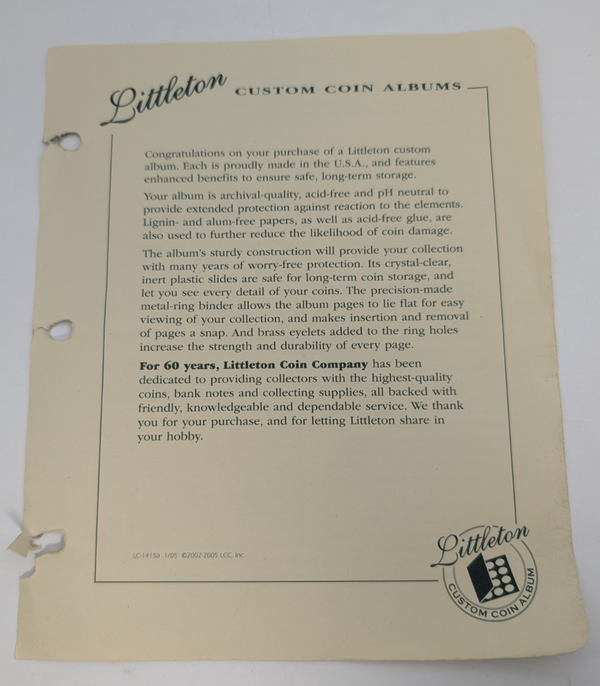 Littleton CUSTOM COIN ALBUMS
Congratulations on your purchase of a Littleton custom
album. Each is proudly made in the U.S.A., and features
enhanced benefits to ensure safe, long-term storage.
Your album is archival-quality, acid-free and pH neutral to
provide extended protection against reaction to the elements.
Lignin- and alum-free papers, as well as acid-free glue, are
also used to further reduce the likelihood of coin damage.
The album's sturdy construction will provide your collection
with many years of worry-free protection. Its crystal-clear,
inert plastic slides are safe for long-term coin storage, and
let you see every detail of your coins. The precision-made
metal-ring binder allows the album pages to lie flat for easy
viewing of your collection, and makes insertion and removal
of pages a snap. And brass eyelets added to the ring holes
increase the strength and durability of every page.
For 60 years, Littleton Coin Company has been
dedicated to providing collectors with the highest-quality
coins, bank notes and collecting supplies, all backed with
friendly, knowledgeable and dependable service. We thank
you for your purchase, and for letting Littleton share in
your hobby.
LC-1415a 1/05 ©2002-2005 LCC, Inc.
Littleton
CUSTOM COIN ALBUM